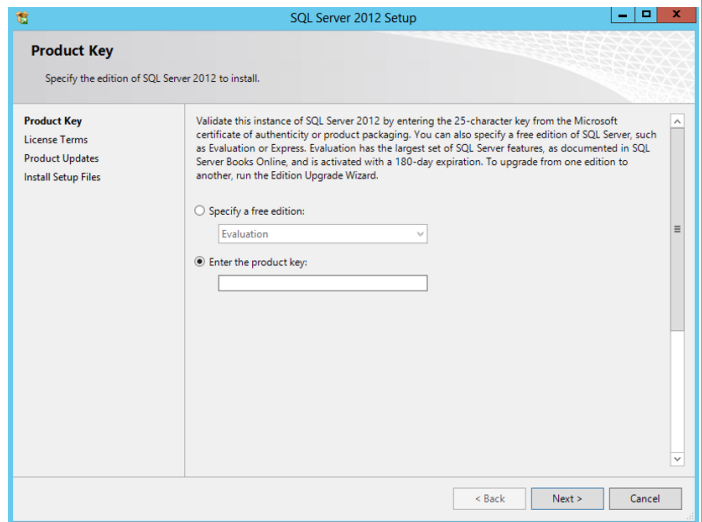 SQL Server 2012 Setup
Product Key
Specify the edition of SQL Server 2012 to install.
Product Key
License Terms
Product Updates
Install Setup Files
Validate this instance of SQL Server 2012 by entering the 25-character key from the Microsoft
certificate of authenticity or product packaging. You can also specify a free edition of SQL Server, such
as Evaluation or Express. Evaluation has the largest set of SQL Server features, as documented in SQL
Server Books Online, and is activated with a 180-day expiration. To upgrade from one edition to
another, run the Edition Upgrade Wizard.
Specify a free edition:
Evaluation
Enter the product key:
< Back
Next >
Cancel